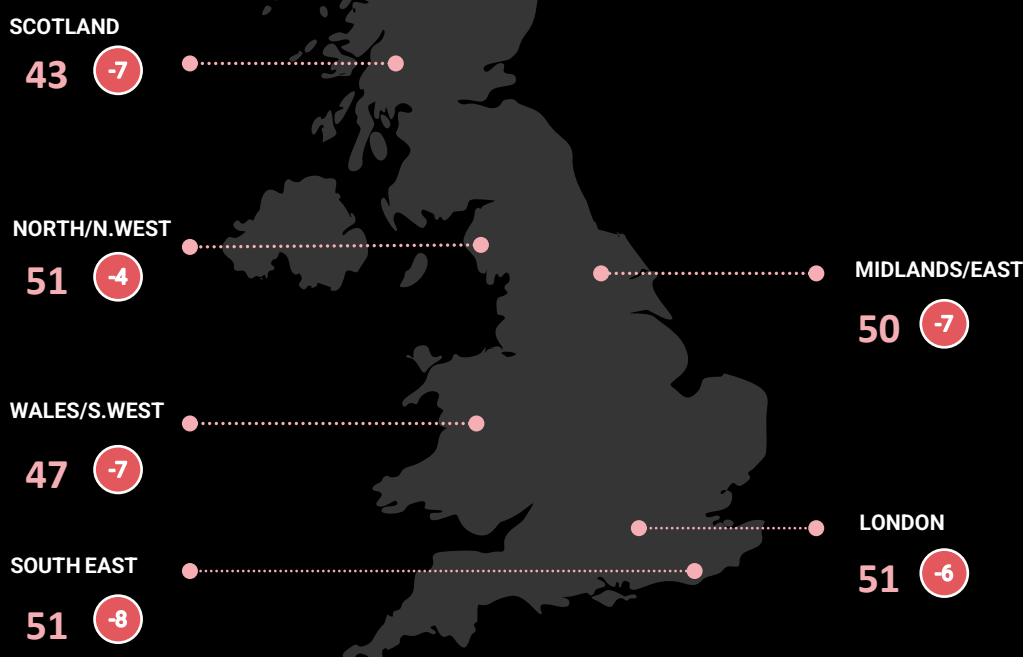 SCOTLAND
43 -7
NORTH/N.WEST
51 -4
MIDLANDS/EAST
50 -7
WALES/S.WEST
47 -7
LONDON
51 -6
SOUTH EAST
51 -8